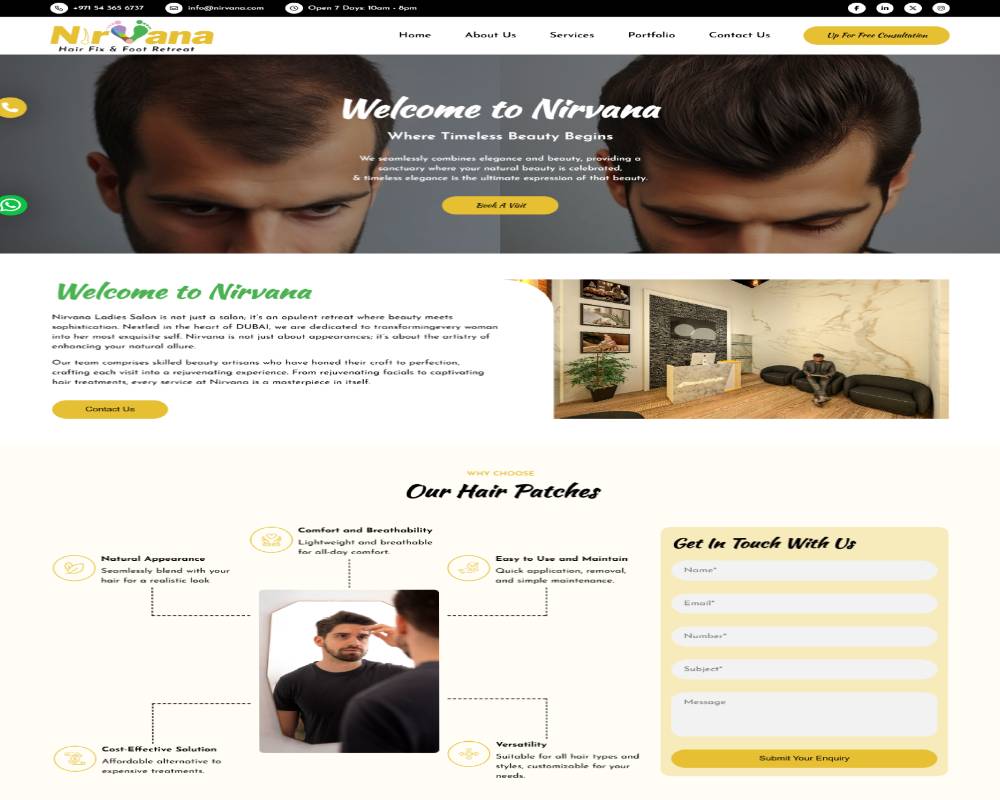 +971 54 365 6737 info@nirvana.com Open 7 Days: 10am - 8pm
Nirvana
Hair Fix & Foot Retreat
Home About Us Services Portfolio Contact Us Up For Free Consultation
Welcome to Nirvana
Where Timeless Beauty Begins
We seamlessly combines elegance and beauty, providing a
sanctuary where your natural beauty is celebrated,
& timeless elegance is the ultimate expression of that beauty.
Book A Visit
Welcome to Nirvana
Nirvana Ladies Salon is not just a salon; it's an opulent retreat where beauty meets
sophistication. Nestled in the heart of DUBAI, we are dedicated to transformingevery woman
into her most exquisite self. Nirvana is not just about appearances; it's about the artistry of
enhancing your natural allure.
Our team comprises skilled beauty artisans who have honed their craft to perfection,
crafting each visit into a rejuvenating experience. From rejuvenating facials to captivating
hair treatments, every service at Nirvana is a masterpiece in itself.
Contact Us
WHY CHOOSE
Our Hair Patches
Comfort and Breathability
Lightweight and breathable
for all-day comfort.
Natural Appearance
Seamlessly blend with your
hair for a realistic look
Easy to Use and Maintain
Quick application, removal,
and simple maintenance.
Cost-Effective Solution
Affordable alternative to
expensive treatments.
Versatility
Suitable for all hair types and
styles, customizable for your
needs.
Get In Touch With Us
Name*
Email*
Number*
Subject*
Message
Submit Your Enquiry